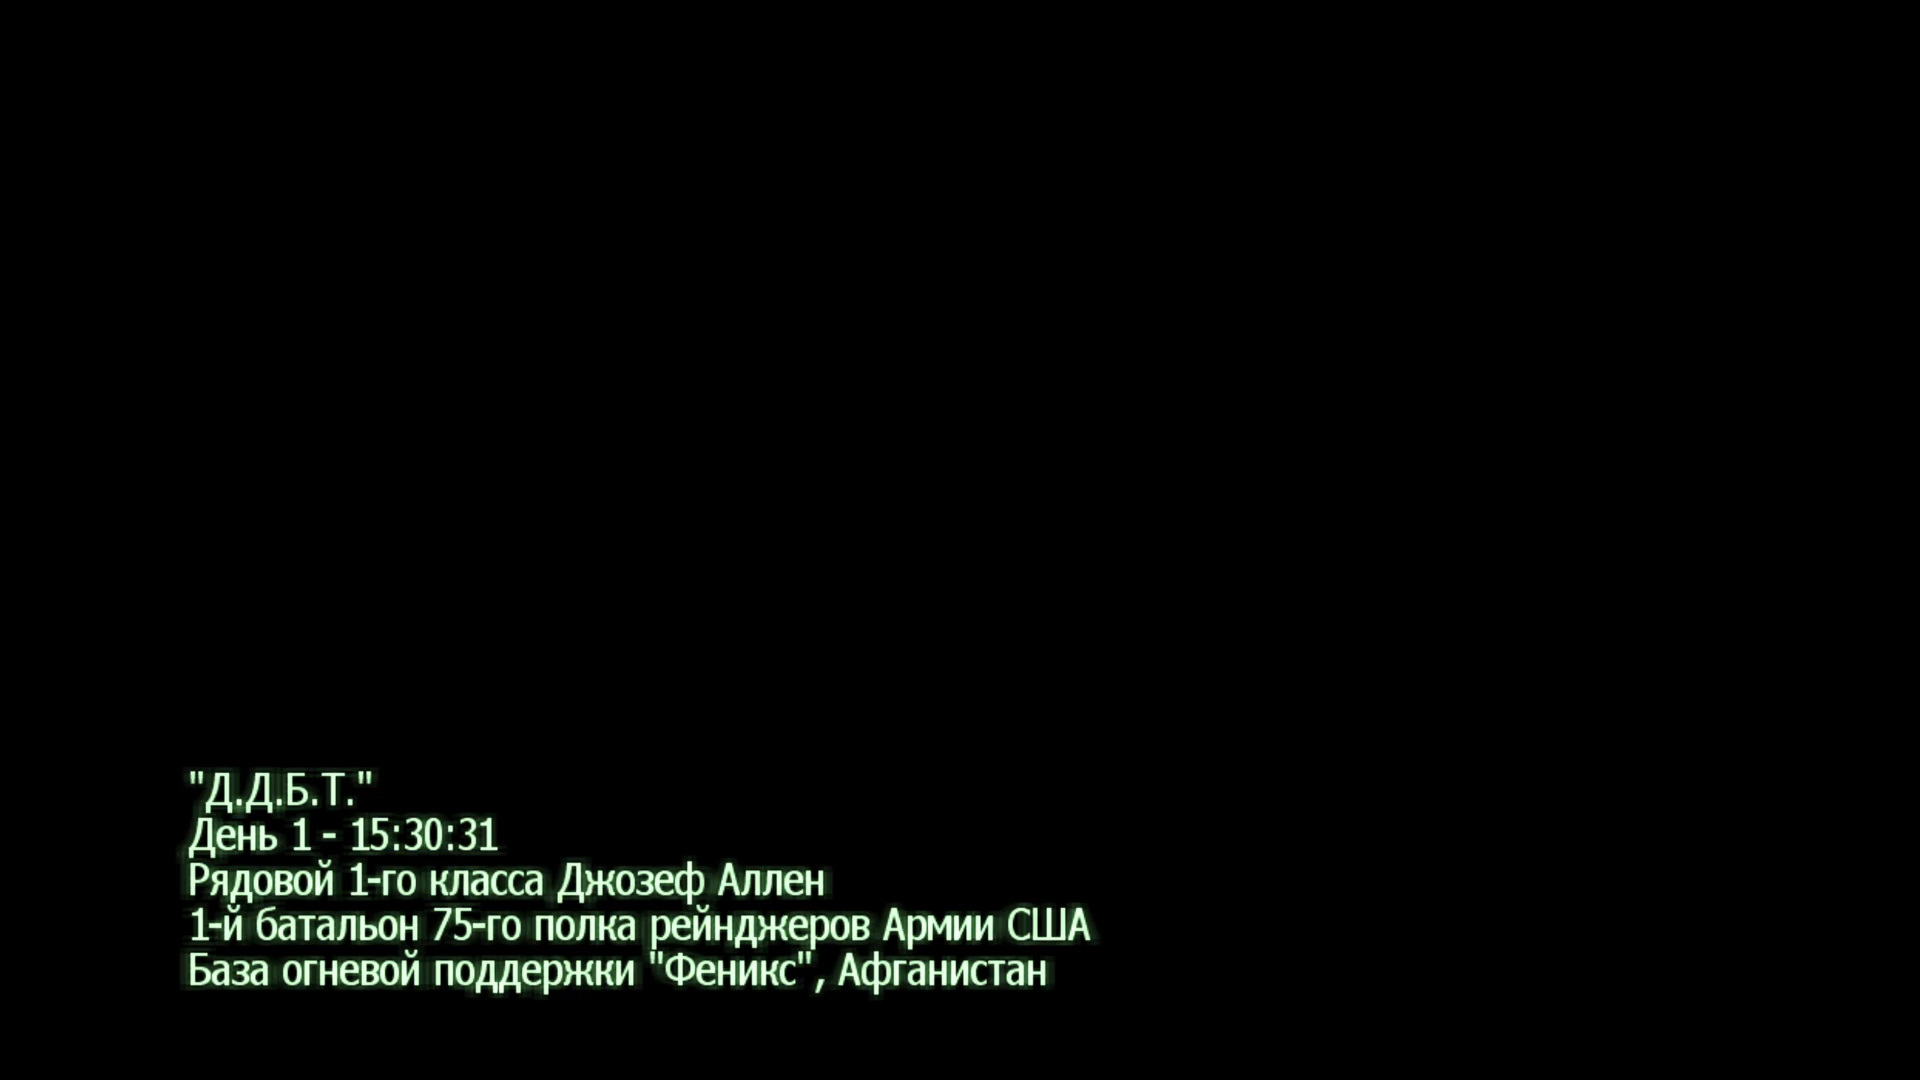 "Д.Д.Б.Т."
День 1 - 15:30:31
Рядовой 1-го класса Джозеф Аллен
1-й батальон 75-го полка рейнджеров Армии США
База огневой поддержки "Феникс", Афганистан